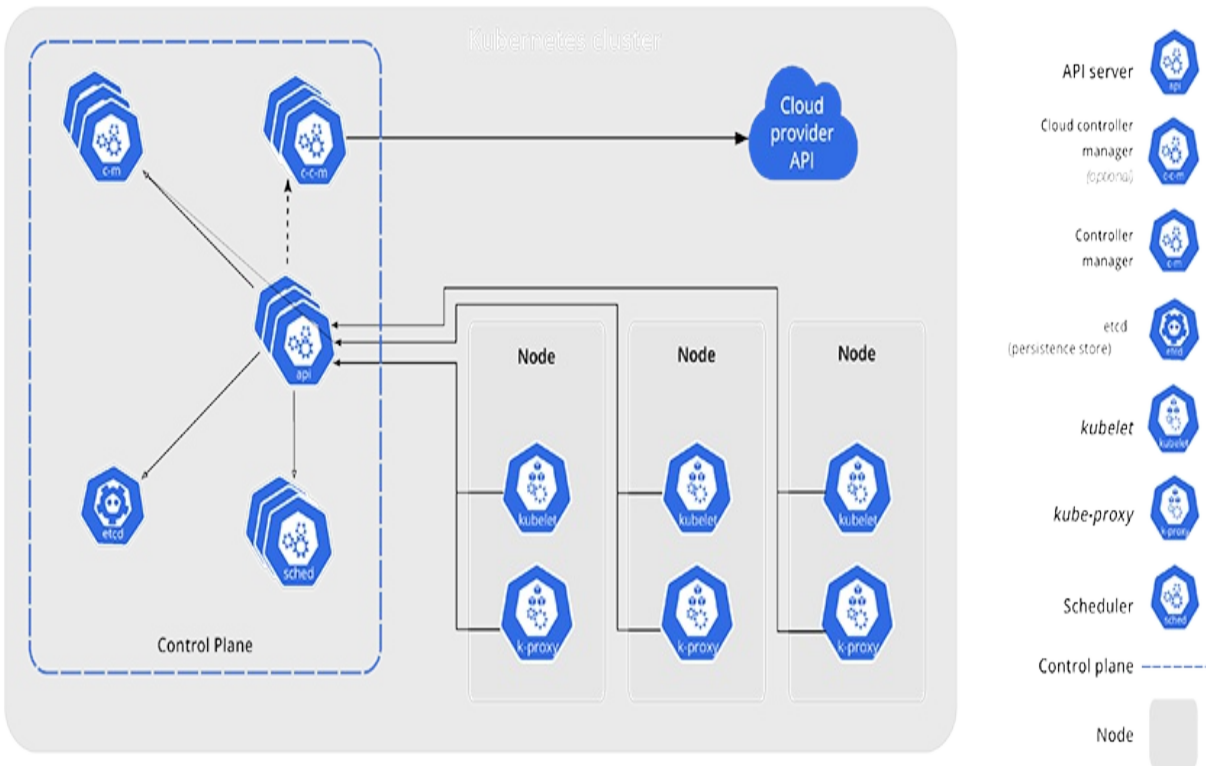 Kubernetes cluster
c-m
c-c-m
Cloud
provider
API
api
etcd
sched
Control Plane
Node
kubelet
k-proxy
Node
kubelet
k-proxy
Node
kubelet
k-proxy
API server
api
Cloud controller
manager
(optional)
c-c-m
Controller
manager
c-m
etcd
(persistence store)
etcd
kubelet
kubelet
kube-proxy
k-proxy
Scheduler
sched
Control plane
Node